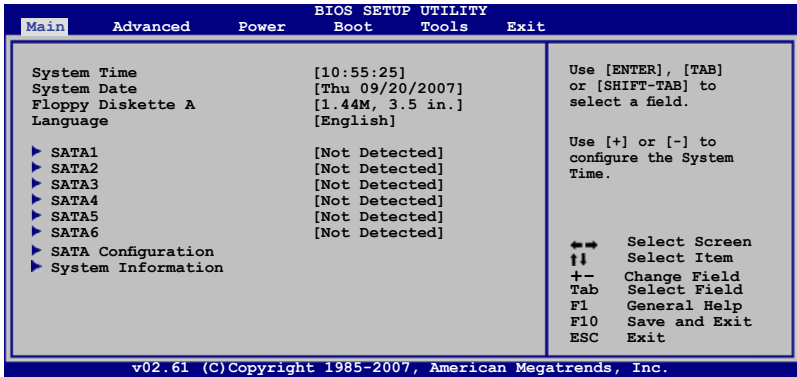 BIOS SETUP UTILITY
Main Advanced Power Boot Tools Exit
System Time [10:55:25]
System Date [Thu 09/20/2007]
Floppy Diskette A [1.44M, 3.5 in.]
Language [English]
SATA1 [Not Detected]
SATA2 [Not Detected]
SATA3 [Not Detected]
SATA4 [Not Detected]
SATA5 [Not Detected]
SATA6 [Not Detected]
SATA Configuration
System Information
Use [ENTER], [TAB]
or [SHIFT-TAB] to
select a field.
Use [+] or [-] to
configure the System
Time.
←→ Select Screen
↑↓ Select Item
+- Change Field
Tab Select Field
F1 General Help
F10 Save and Exit
ESC Exit
v02.61 (C)Copyright 1985-2007, American Megatrends, Inc.